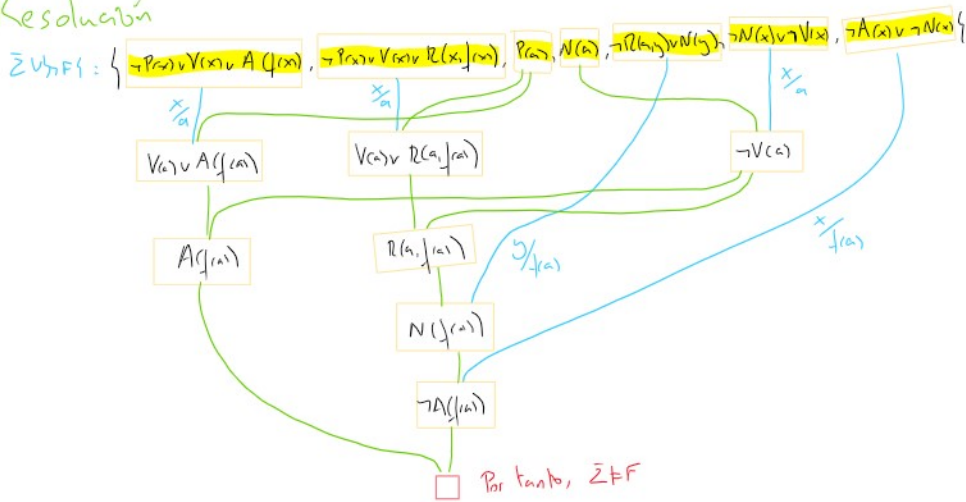 Resolución
Σ∪{¬F} : { ¬P(x)∨V(x)∨A(f(x)), ¬P(x)∨V(x)∨R(x,f(x)), P(a), N(a), ¬R(a,y)∨N(y), ¬N(x)∨¬V(x), ¬A(x)∨¬N(x) }
x/a x/a x/a
V(a)∨A(f(a)) V(a)∨R(a,f(a)) ¬V(a)
x/f(a)
A(f(a)) R(a,f(a)) y/f(a)
N(f(a))
¬A(f(a))
□ Por tanto, Σ⊨F